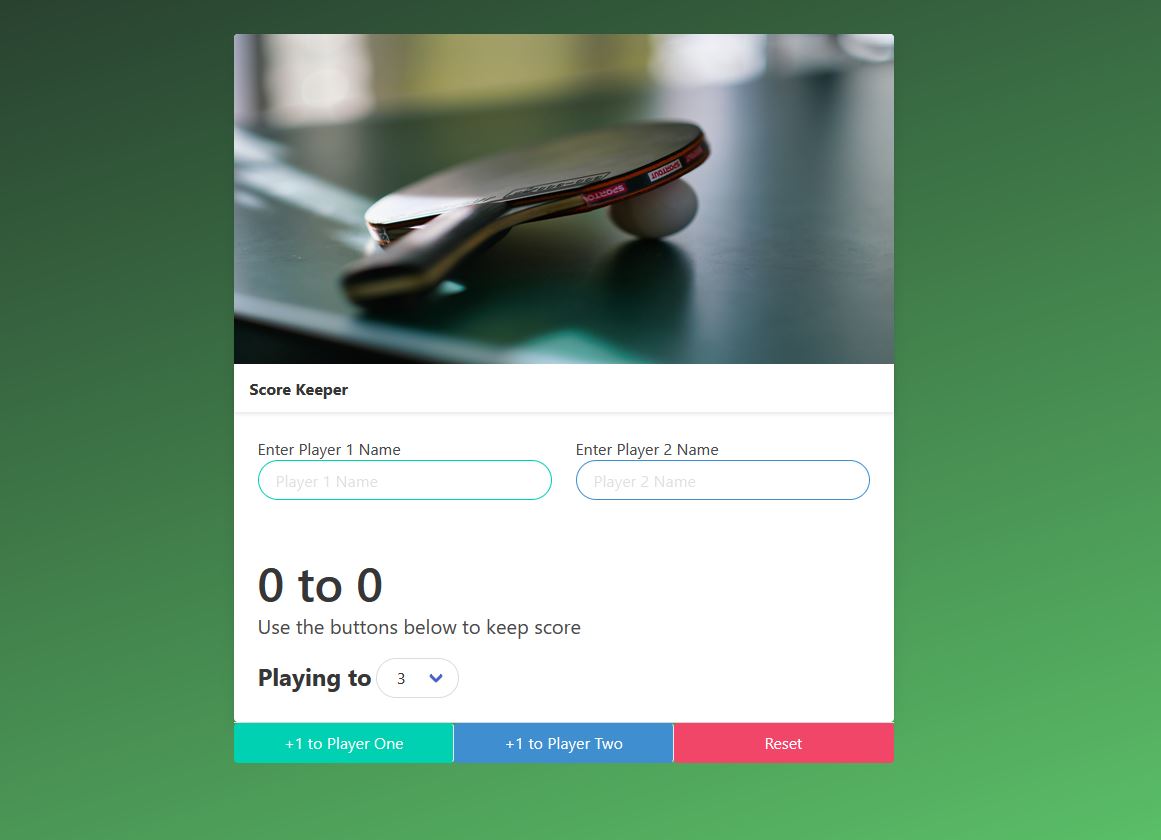 SPORTOUT
Score Keeper
Enter Player 1 Name
Enter Player 2 Name
Player 1 Name
Player 2 Name
0 to 0
Use the buttons below to keep score
Playing to 3
+1 to Player One
+1 to Player Two
Reset